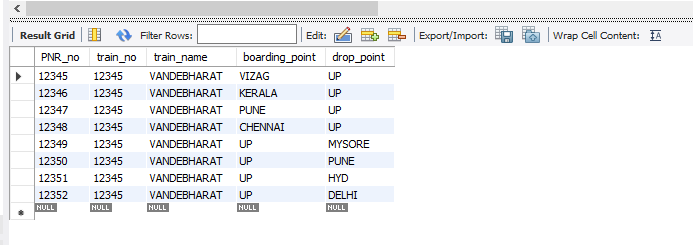 Result Grid Filter Rows: Edit: Export/Import: Wrap Cell Content: IA
PNR_no train_no train_name boarding_point drop_point
12345 12345 VANDEBHARAT VIZAG UP
12346 12345 VANDEBHARAT KERALA UP
12347 12345 VANDEBHARAT PUNE UP
12348 12345 VANDEBHARAT CHENNAI UP
12349 12345 VANDEBHARAT UP MYSORE
12350 12345 VANDEBHARAT UP PUNE
12351 12345 VANDEBHARAT UP HYD
12352 12345 VANDEBHARAT UP DELHI
NULL NULL NULL NULL NULL